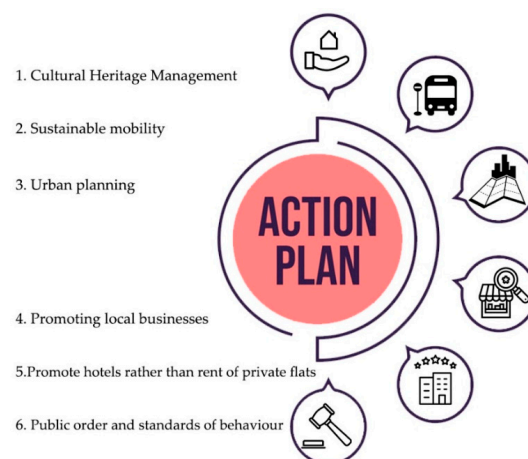 1. Cultural Heritage Management
2. Sustainable mobility
3. Urban planning
ACTION
PLAN
4. Promoting local businesses
5.Promote hotels rather than rent of private flats
6. Public order and standards of behaviour